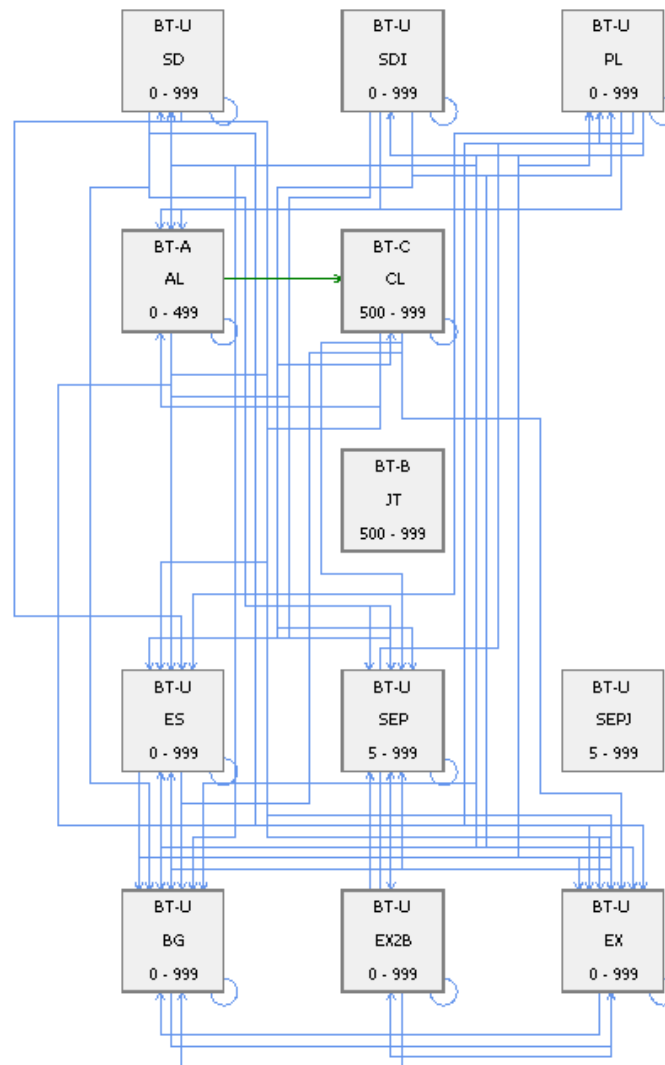 BT-U
SD
0 - 999
BT-U
SDI
0 - 999
BT-U
PL
0 - 999
BT-A
AL
0 - 499
BT-C
CL
500 - 999
BT-B
JT
500 - 999
BT-U
ES
0 - 999
BT-U
SEP
5 - 999
BT-U
SEPJ
5 - 999
BT-U
BG
0 - 999
BT-U
EX2B
0 - 999
BT-U
EX
0 - 999